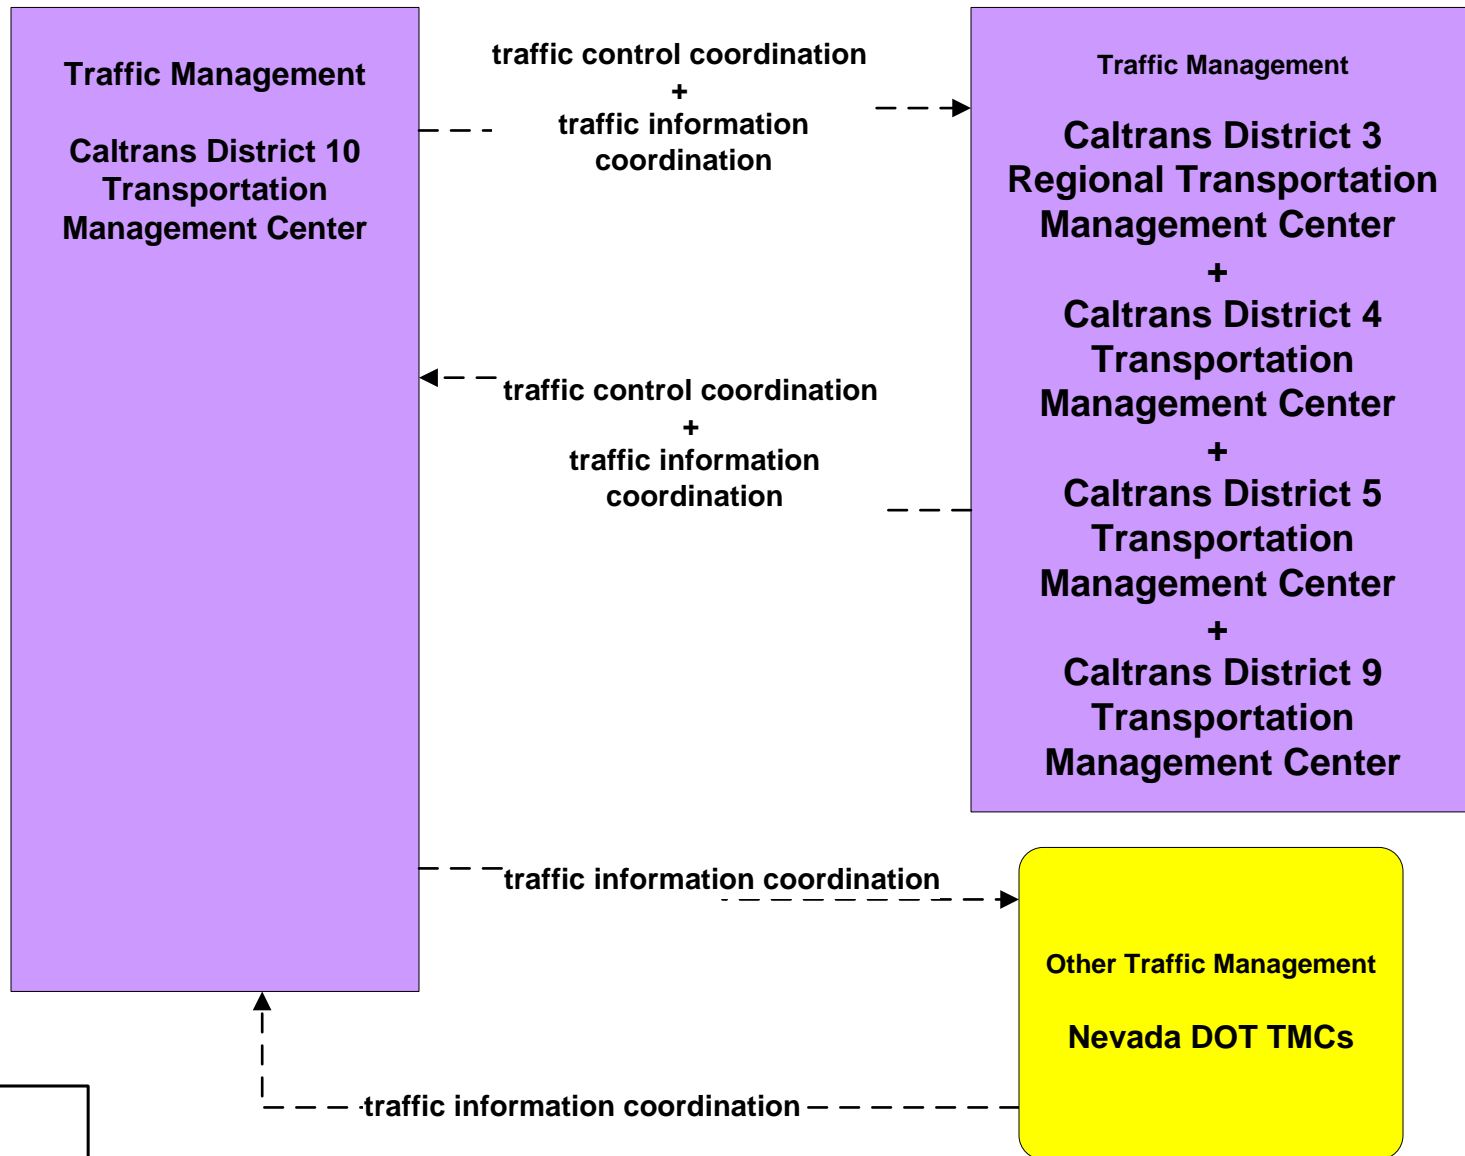 Traffic Management
Caltrans District 10
Transportation
Management Center
traffic control coordination
+
traffic information
coordination
Traffic Management
Caltrans District 3
Regional Transportation
Management Center
+
Caltrans District 4
Transportation
Management Center
+
Caltrans District 5
Transportation
Management Center
+
Caltrans District 9
Transportation
Management Center
traffic control coordination
+
traffic information
coordination
traffic information coordination
Other Traffic Management
Nevada DOT TMCs
traffic information coordination